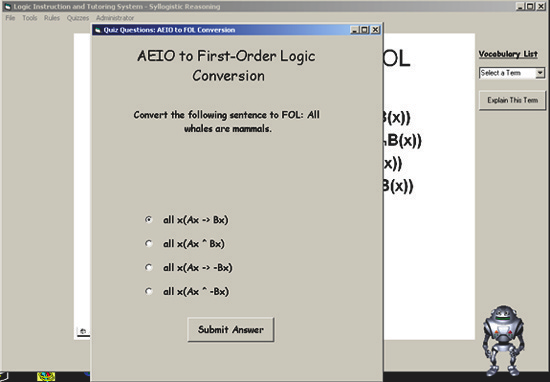 Logic Instruction and Tutoring System - Syllogistic Reasoning
File Tools Rules Quizzes Administrator
Quiz Questions: AEIO to FOL Conversion
AEIO to First-Order Logic
Conversion
Convert the following sentence to FOL: All
whales are mammals.
all x(Ax -> Bx)
all x(Ax ^ Bx)
all x(Ax -> -Bx)
all x(Ax ^ -Bx)
Submit Answer
OL
B(x))
B(x))
x))
B(x))
Vocabulary List
Select a Term
Explain This Term